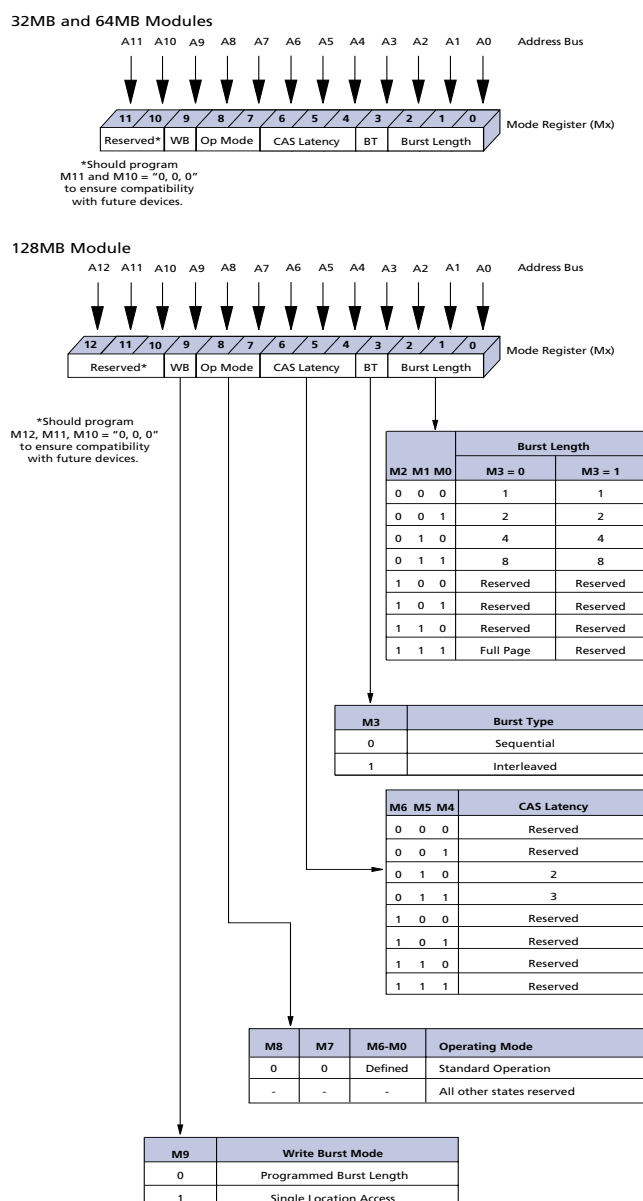 32MB and 64MB Modules
A11 A10 A9 A8 A7 A6 A5 A4 A3 A2 A1 A0 Address Bus
11 10 9 8 7 6 5 4 3 2 1 0 Mode Register (Mx)
Reserved* WB Op Mode CAS Latency BT Burst Length
*Should program
M11 and M10 = “0, 0, 0”
to ensure compatibility
with future devices.
128MB Module
A12 A11 A10 A9 A8 A7 A6 A5 A4 A3 A2 A1 A0 Address Bus
12 11 10 9 8 7 6 5 4 3 2 1 0 Mode Register (Mx)
Reserved* WB Op Mode CAS Latency BT Burst Length
*Should program
M12, M11, M10 = “0, 0, 0”
to ensure compatibility
with future devices.
Burst Length
M2 M1 M0 M3 = 0 M3 = 1
0 0 0 1 1
0 0 1 2 2
0 1 0 4 4
0 1 1 8 8
1 0 0 Reserved Reserved
1 0 1 Reserved Reserved
1 1 0 Reserved Reserved
1 1 1 Full Page Reserved
M3 Burst Type
0 Sequential
1 Interleaved
M6 M5 M4 CAS Latency
0 0 0 Reserved
0 0 1 Reserved
0 1 0 2
0 1 1 3
1 0 0 Reserved
1 0 1 Reserved
1 1 0 Reserved
1 1 1 Reserved
M8 M7 M6-M0 Operating Mode
0 0 Defined Standard Operation
- - - All other states reserved
M9 Write Burst Mode
0 Programmed Burst Length
1 Single Location Access